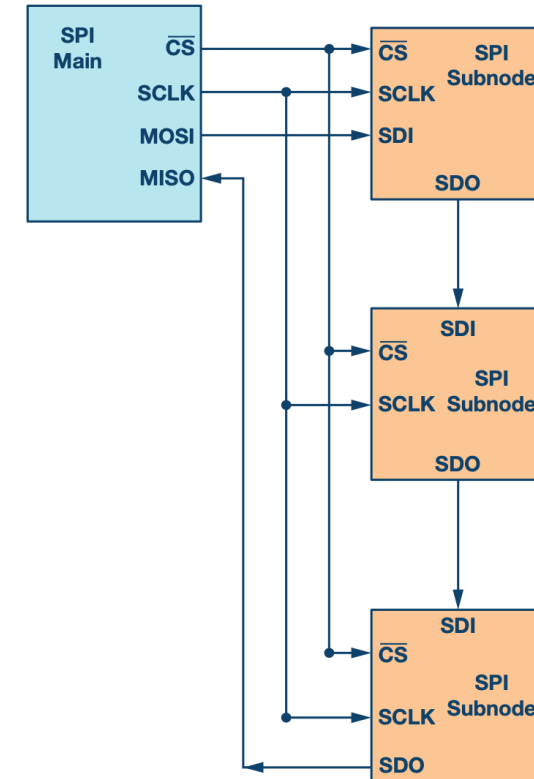 SPI
Main
CS
SCLK
MOSI
MISO
CS
SPI
Subnode
SCLK
SDI
SDO
SDI
CS
SPI
Subnode
SCLK
SDO
SDI
CS
SPI
Subnode
SCLK
SDO